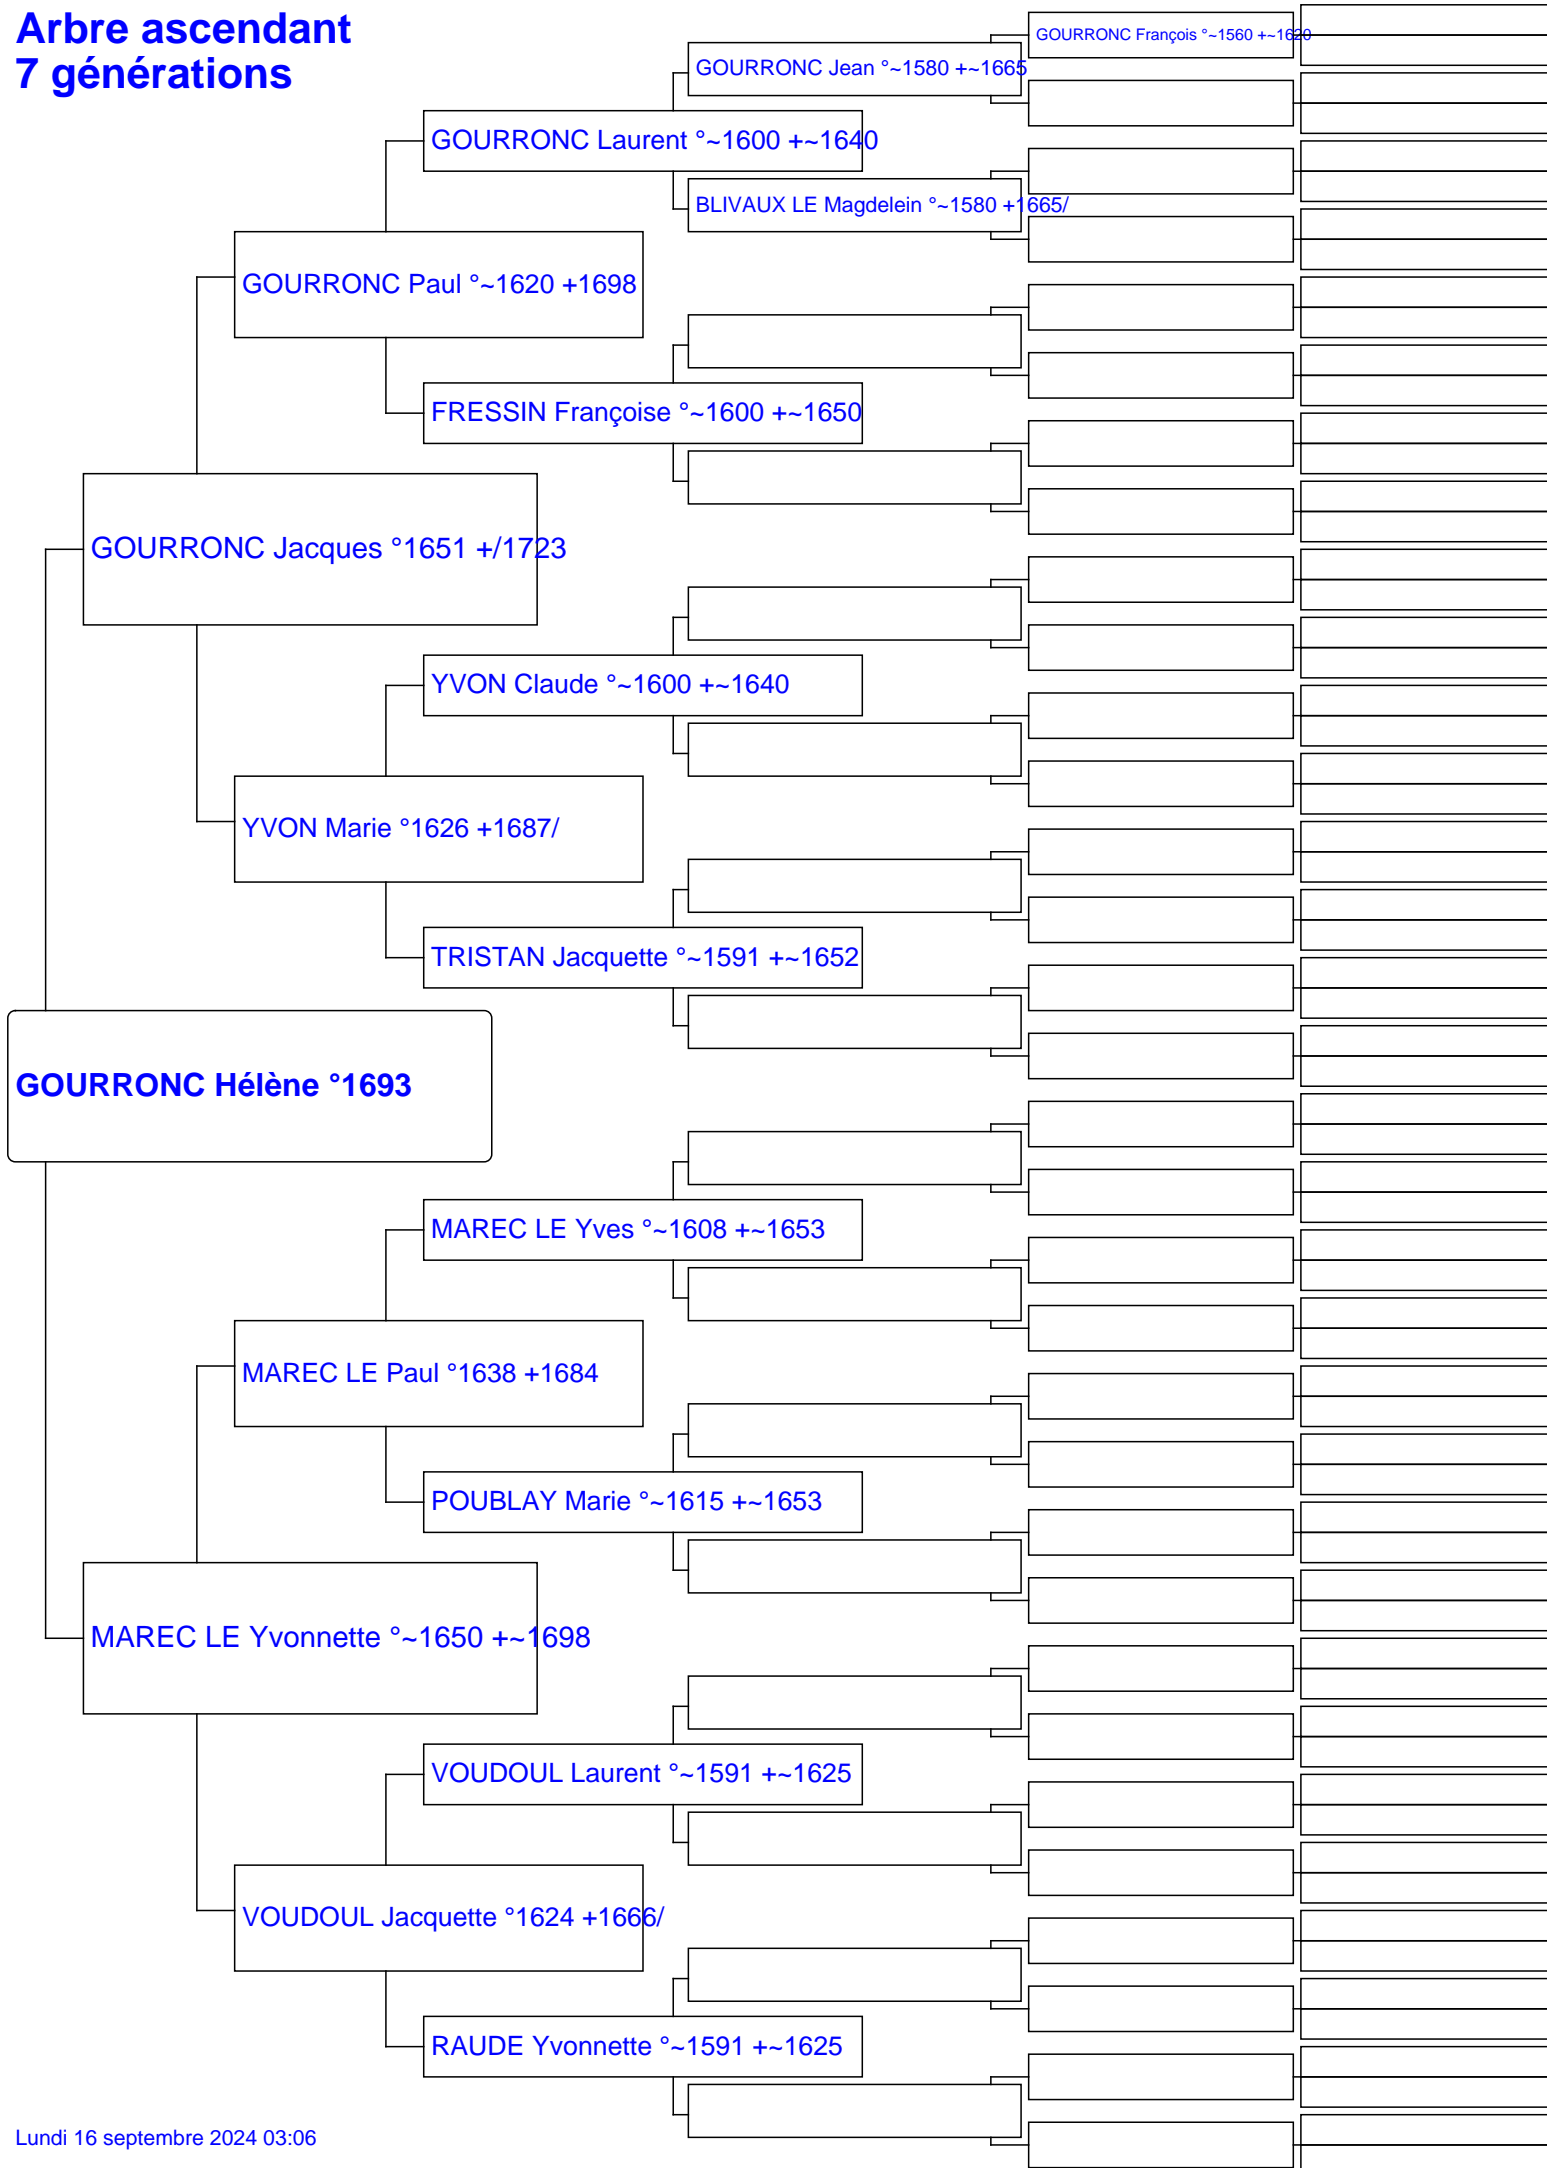 Arbre ascendant
7 générations
GOURRONC François °~1560 +~1620
GOURRONC Jean °~1580 +~1665
GOURRONC Laurent °~1600 +~1640
BLIVAUX LE Magdelein °~1580 +1665/
GOURRONC Paul °~1620 +1698
FRESSIN Françoise °~1600 +~1650
GOURRONC Jacques °1651 +/1723
YVON Claude °~1600 +~1640
YVON Marie °1626 +1687/
TRISTAN Jacquette °~1591 +~1652
GOURRONC Hélène °1693
MAREC LE Yves °~1608 +~1653
MAREC LE Paul °1638 +1684
POUBLAY Marie °~1615 +~1653
MAREC LE Yvonnette °~1650 +~1698
VOUDOUL Laurent °~1591 +~1625
VOUDOUL Jacquette °1624 +1666/
RAUDE Yvonnette °~1591 +~1625
Lundi 16 septembre 2024 03:06